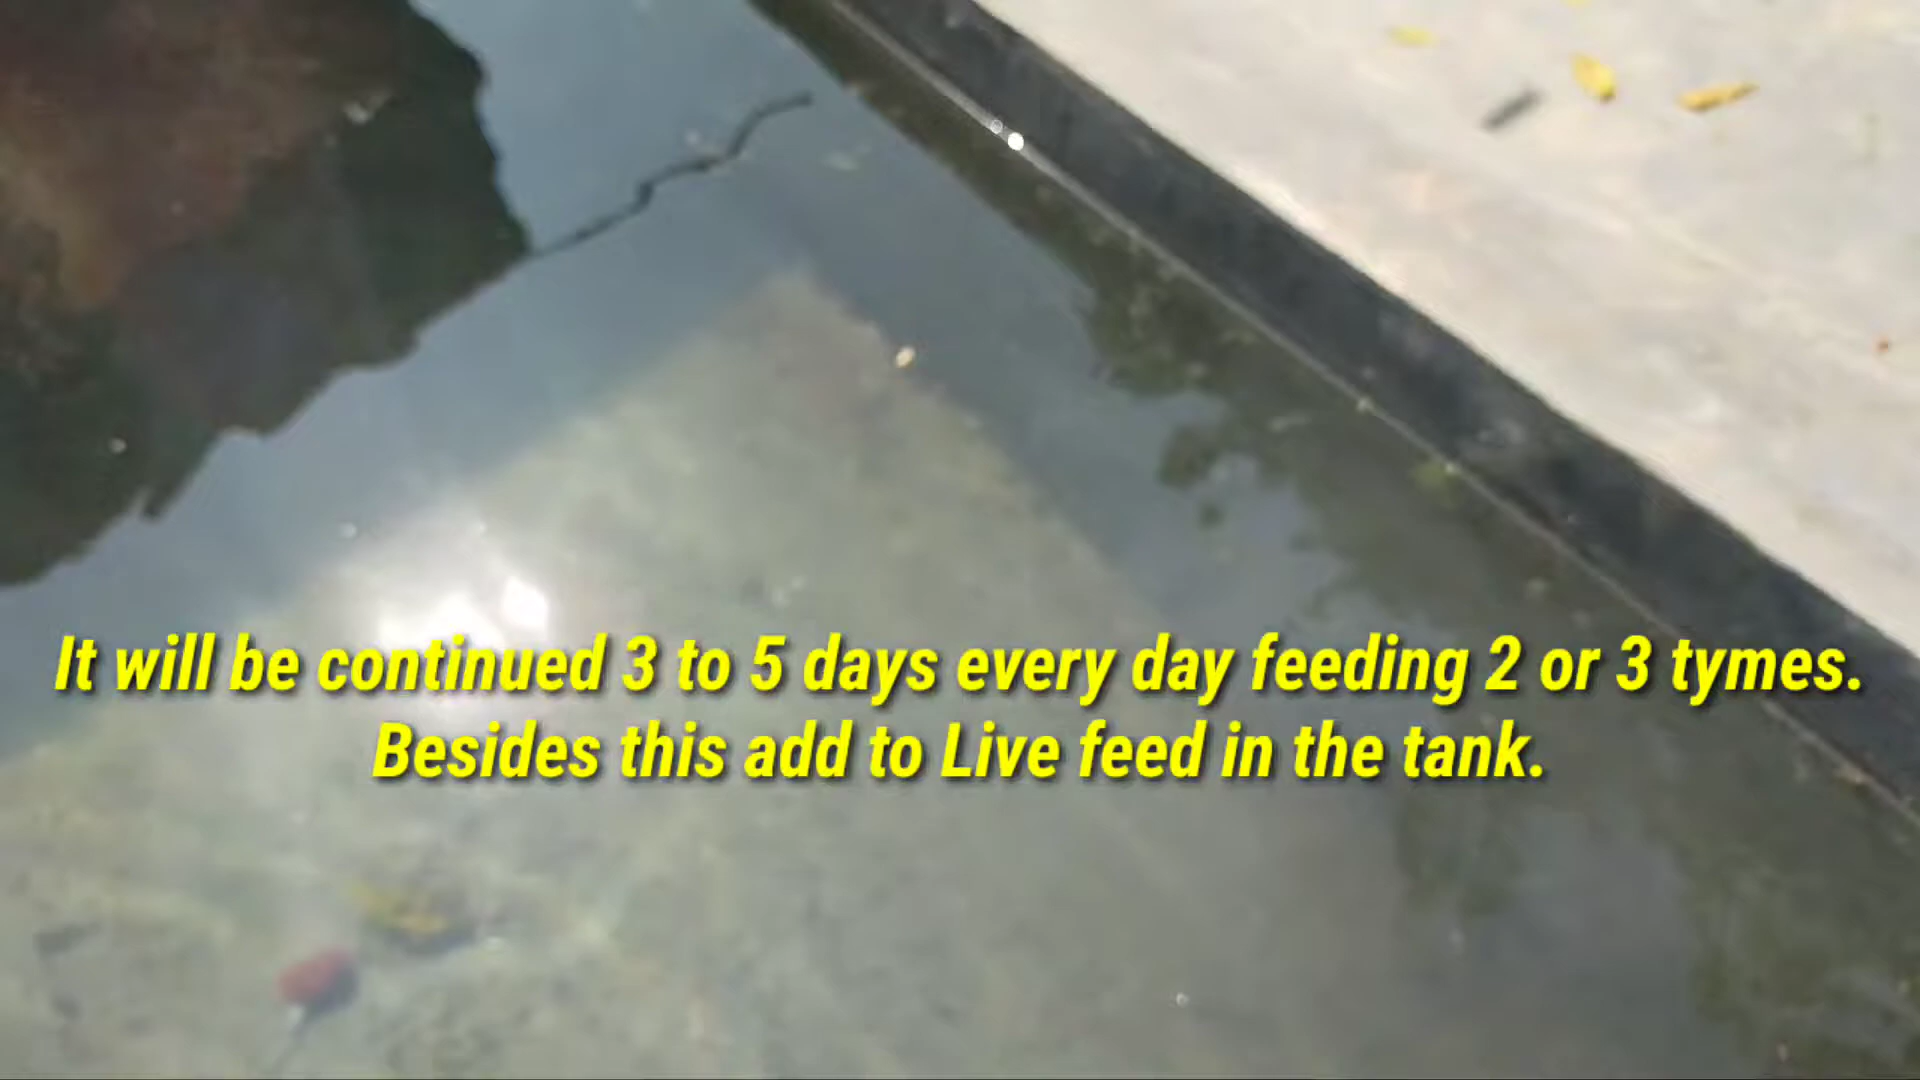 It will be continued 3 to 5 days every day feeding 2 or 3 tymes.
Besides this add to Live feed in the tank.